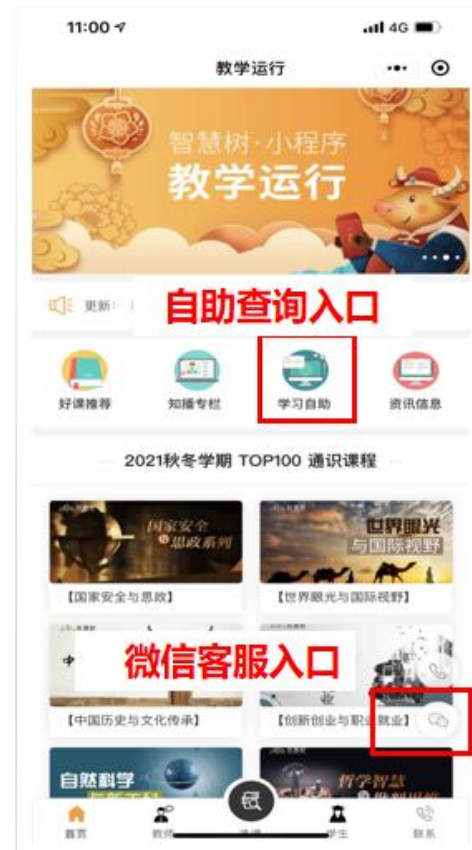 11:00
4G
教学运行
智慧树·小程序
教学运行
更新:
自助查询入口
好课推荐
知播专栏
学习自助
资讯信息
2021秋冬学期 TOP100 通识课程
国家安全
与思政系列
世界眼光
与国际视野
【国家安全与思政】
【世界眼光与国际视野】
微信客服入口
中
业
【中国历史与文化传承】
【创新创业与职业就业】
自然科学
哲学智慧
首页
教师
学生
联系